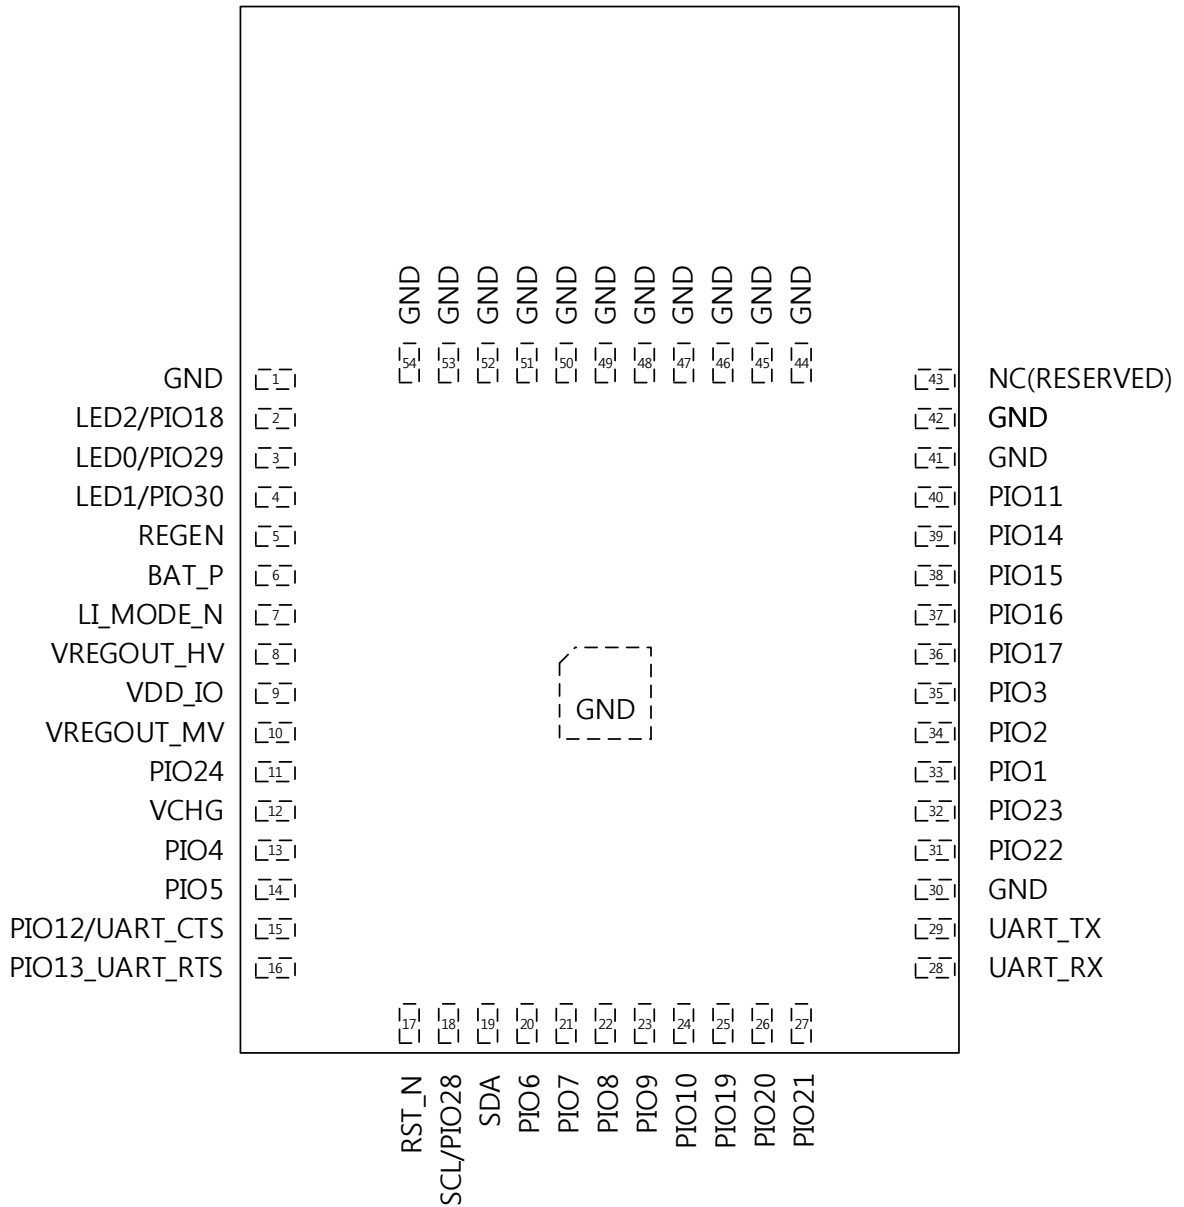 GND GND GND GND GND GND GND GND GND GND GND
54 53 52 51 50 49 48 47 46 45 44
GND 1
LED2/PIO18 2
LED0/PIO29 3
LED1/PIO30 4
REGEN 5
BAT_P 6
LI_MODE_N 7
VREGOUT_HV 8
VDD_IO 9
VREGOUT_MV 10
PIO24 11
VCHG 12
PIO4 13
PIO5 14
PIO12/UART_CTS 15
PIO13_UART_RTS 16
GND
43 NC(RESERVED)
42 GND
41 GND
40 PIO11
39 PIO14
38 PIO15
37 PIO16
36 PIO17
35 PIO3
34 PIO2
33 PIO1
32 PIO23
31 PIO22
30 GND
29 UART_TX
28 UART_RX
17 18 19 20 21 22 23 24 25 26 27
RST_N
SCL/PIO28
SDA
PIO6
PIO7
PIO8
PIO9
PIO10
PIO19
PIO20
PIO21